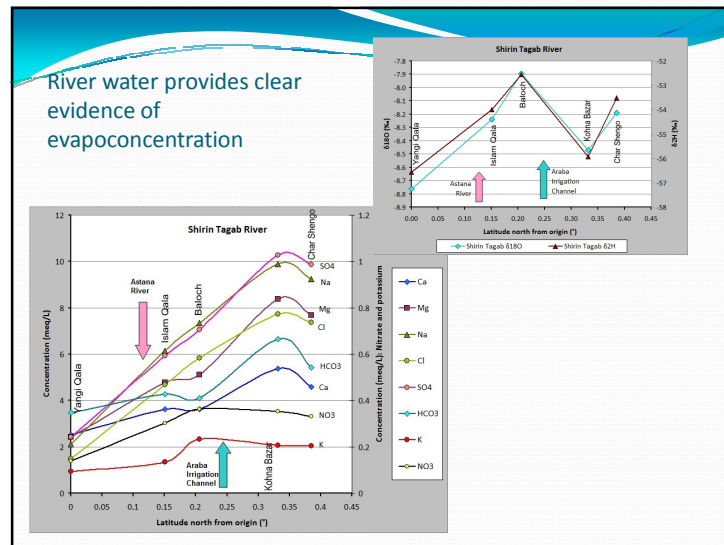 River water provides clear
evidence of
evapoconcentration
Shirin Tagab River
-7.8
-7.9
-8
-8.1
-8.2
-8.3
-8.4
-8.5
-8.6
-8.7
-8.8
-8.9
δ18O (‰)
-52
-53
-54
-55
-56
-57
-58
δ2H (‰)
Yangi Qala
Islam Qala
Baloch
Kohna Bazar
Char Shengo
Astana
River
Araba
Irrigation
Channel
0.00 0.05 0.10 0.15 0.20 0.25 0.30 0.35 0.40 0.45
Latitude north from origin (°)
Shirin Tagab δ18O Shirin Tagab δ2H
Shirin Tagab River
12
10
8
6
4
2
0
Concentration (meq/L)
1.2
1
0.8
0.6
0.4
0.2
0
Concentration (meq/L): Nitrate and potassium
Yangi Qala
Astana
River
Islam Qala
Baloch
Araba
Irrigation
Channel
Kohna Bazar
Char Shengo
SO4
Na
Mg
Cl
HCO3
Ca
NO3
K
0 0.05 0.1 0.15 0.2 0.25 0.3 0.35 0.4 0.45
Latitude north from origin (°)
Ca
Mg
Na
Cl
SO4
HCO3
K
NO3